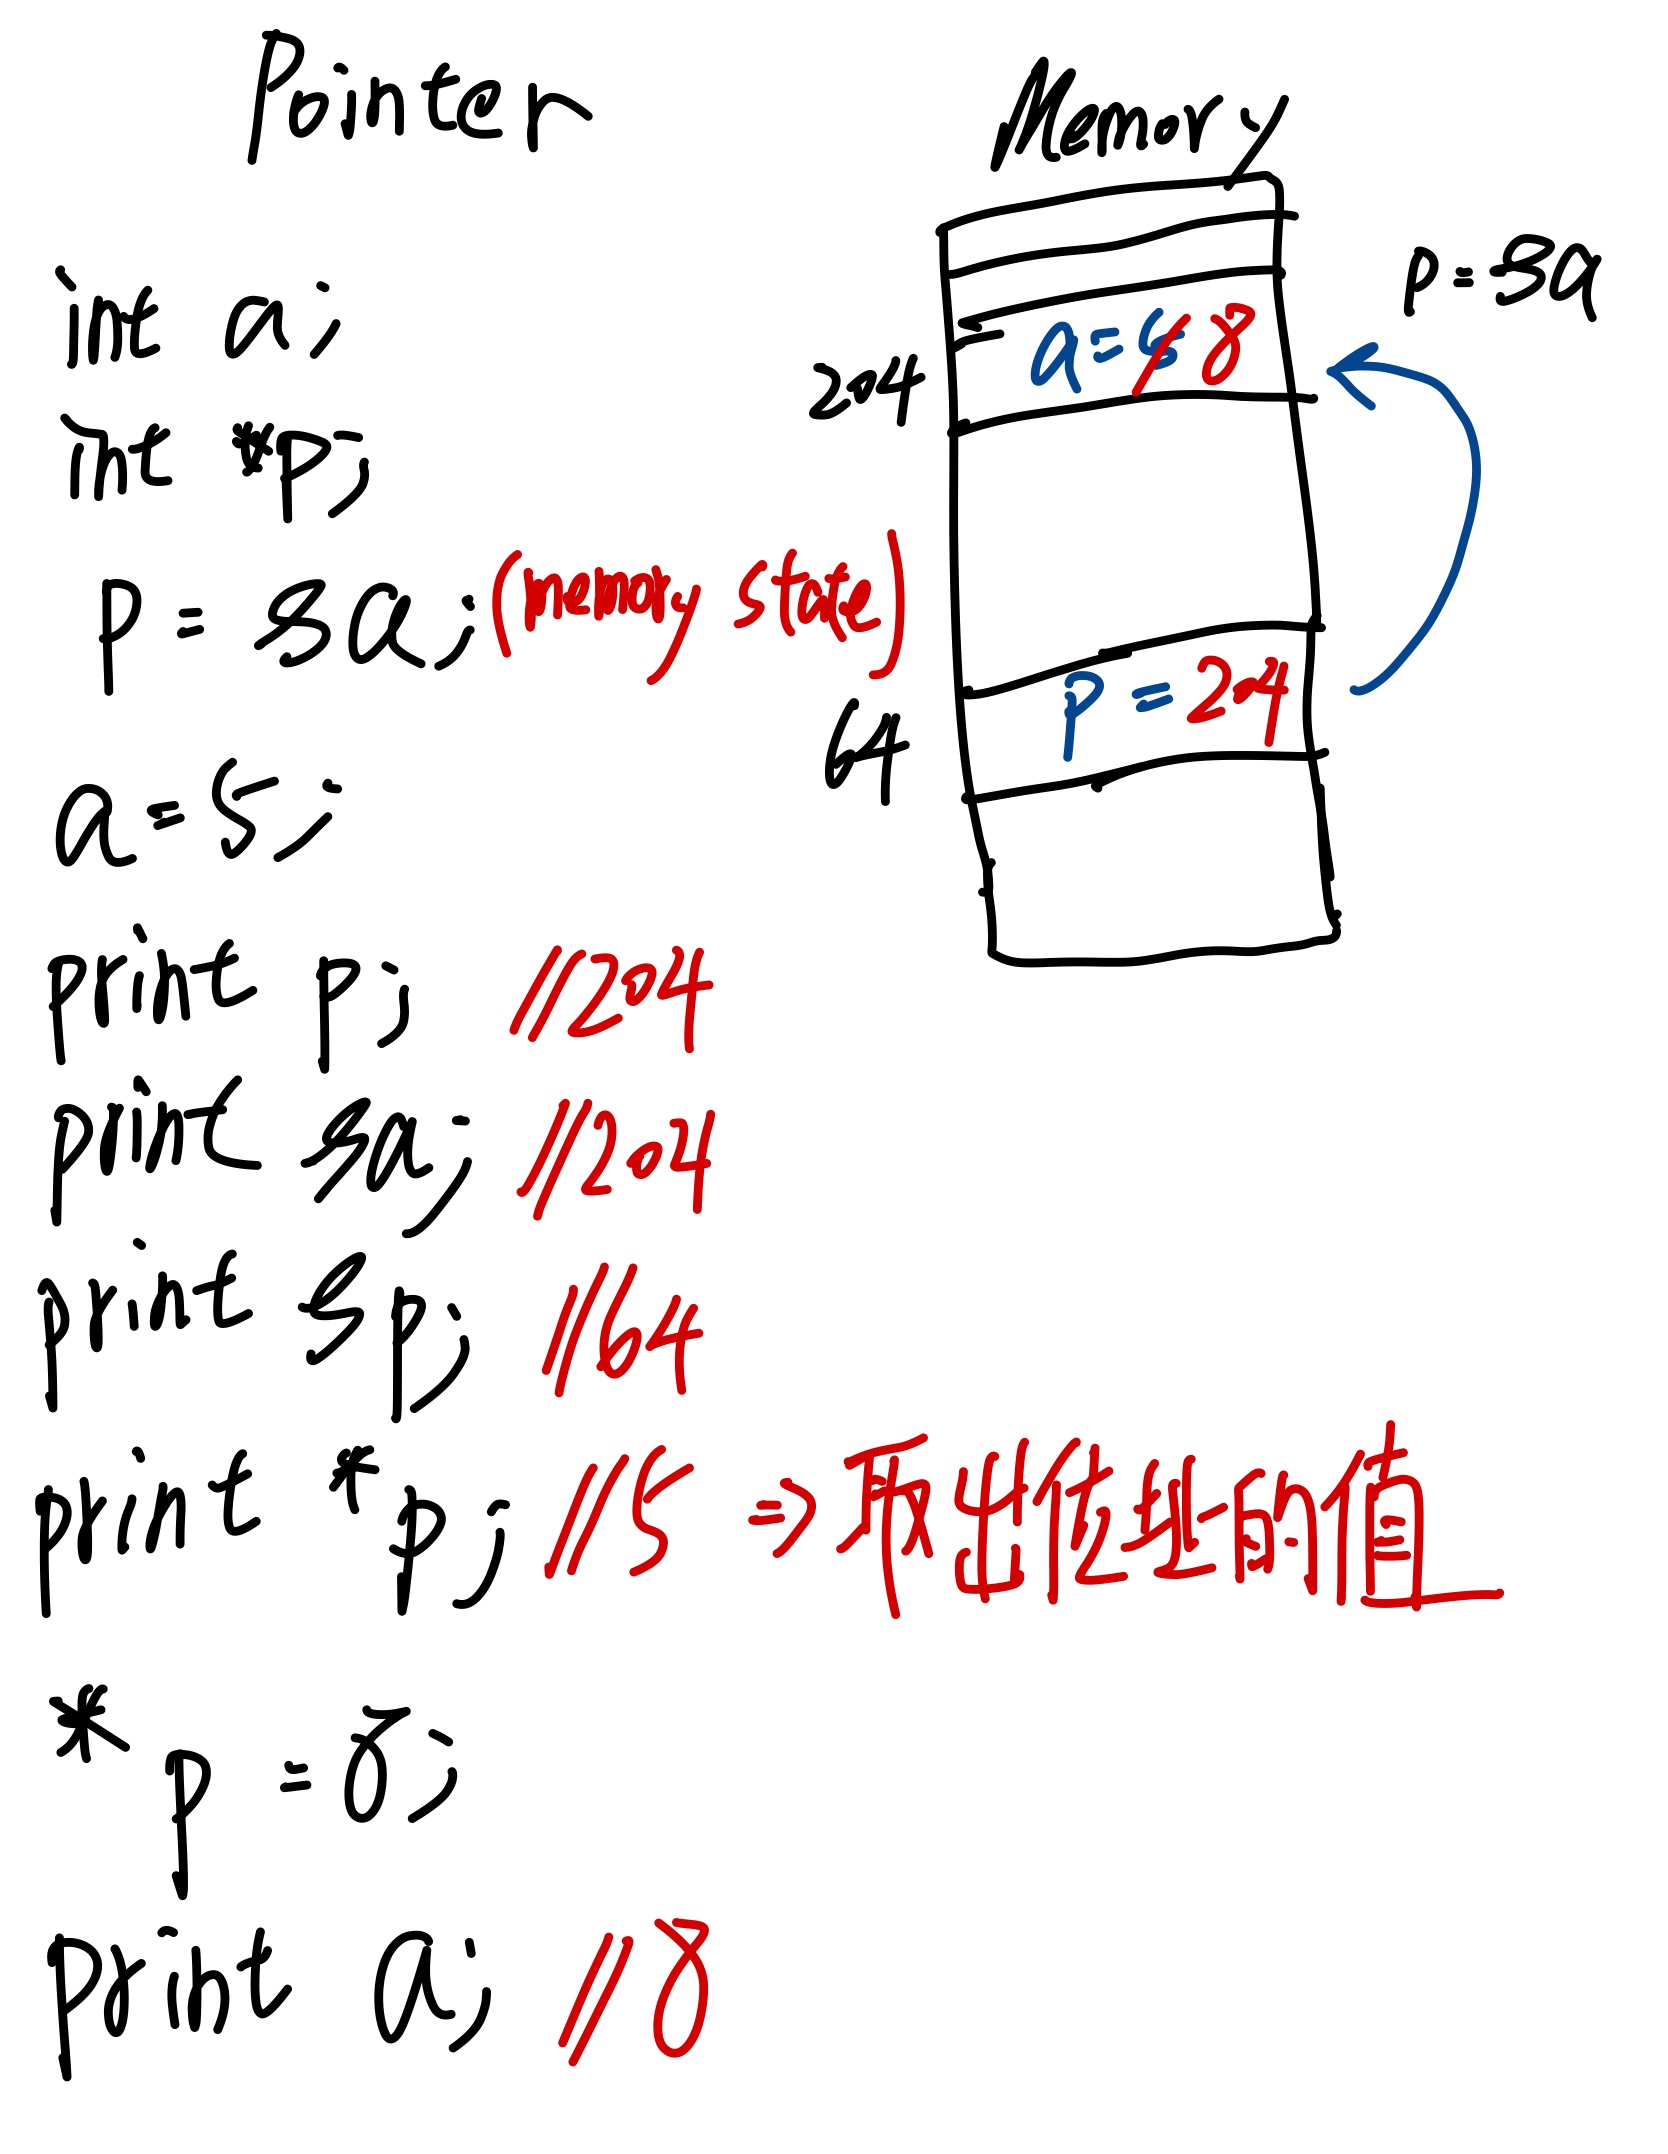 Pointer
Memory
int a;
int *p;
p = &a; (memory state)
a = 5;
print p; //204
print &a; //204
print &p; //64
print *p; //5 => 取出位址的值
*p = 8;
print a; //8
p = &a
204
a = 5 8
64
p = 204